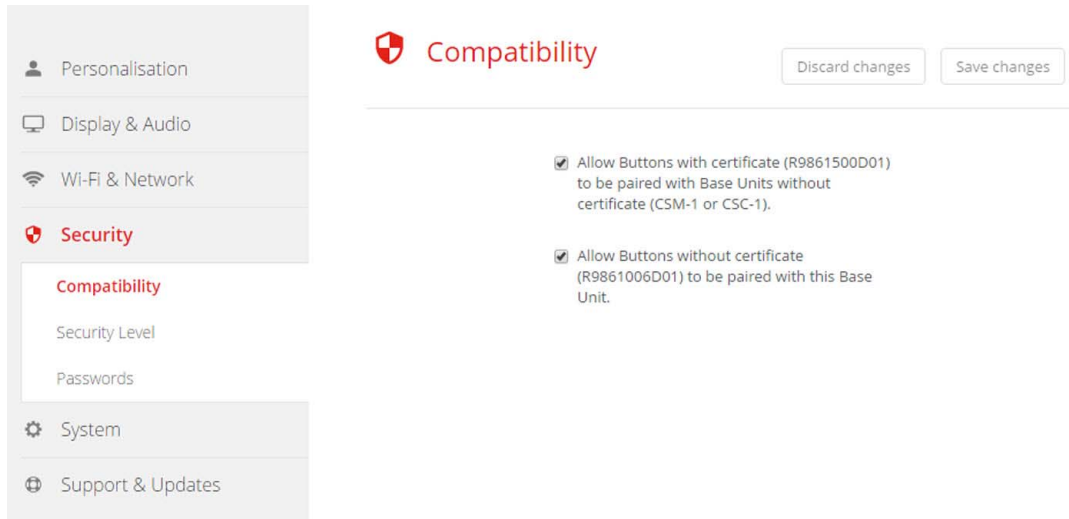 Personalisation
Display & Audio
Wi-Fi & Network
Security
Compatibility
Security Level
Passwords
System
Support & Updates
Compatibility
Discard changes
Save changes
Allow Buttons with certificate (R9861500D01)
to be paired with Base Units without
certificate (CSM-1 or CSC-1).
Allow Buttons without certificate
(R9861006D01) to be paired with this Base
Unit.